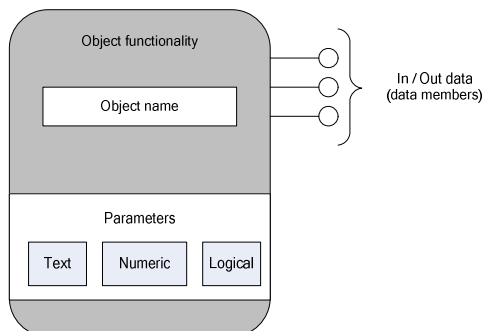 Object functionality
Object name
In / Out data
(data members)
Parameters
Text
Numeric
Logical